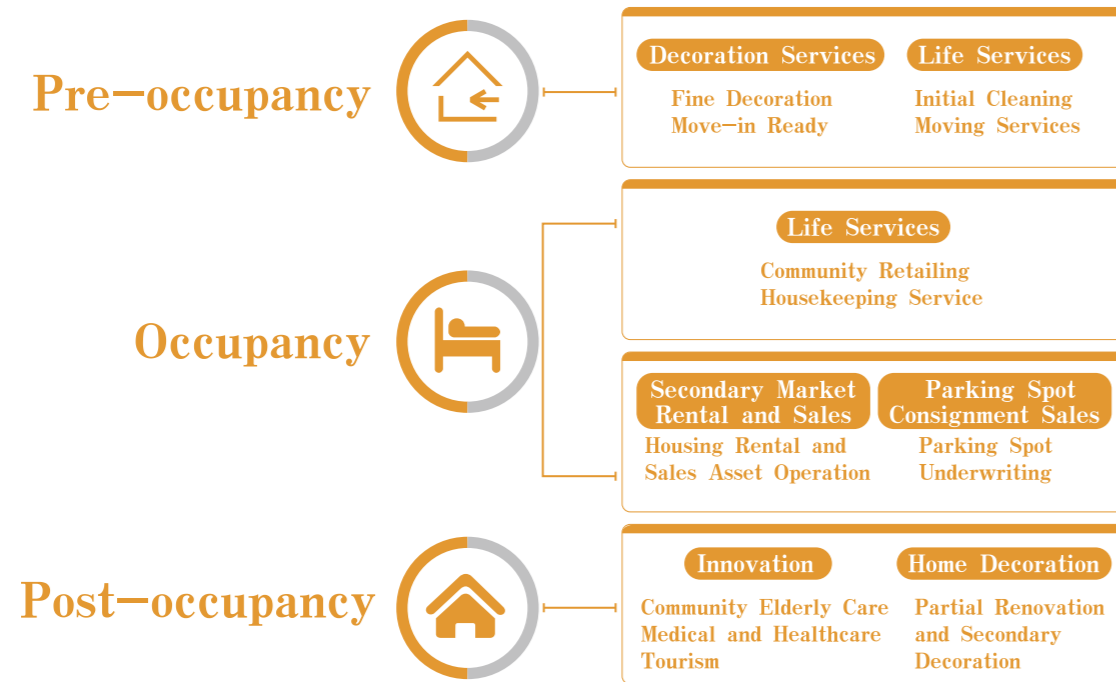 Pre-occupancy
Decoration Services
Fine Decoration
Move-in Ready
Life Services
Initial Cleaning
Moving Services
Occupancy
Life Services
Community Retailing
Housekeeping Service
Secondary Market
Rental and Sales
Housing Rental and
Sales Asset Operation
Parking Spot
Consignment Sales
Parking Spot
Underwriting
Post-occupancy
Innovation
Community Elderly Care
Medical and Healthcare
Tourism
Home Decoration
Partial Renovation
and Secondary
Decoration